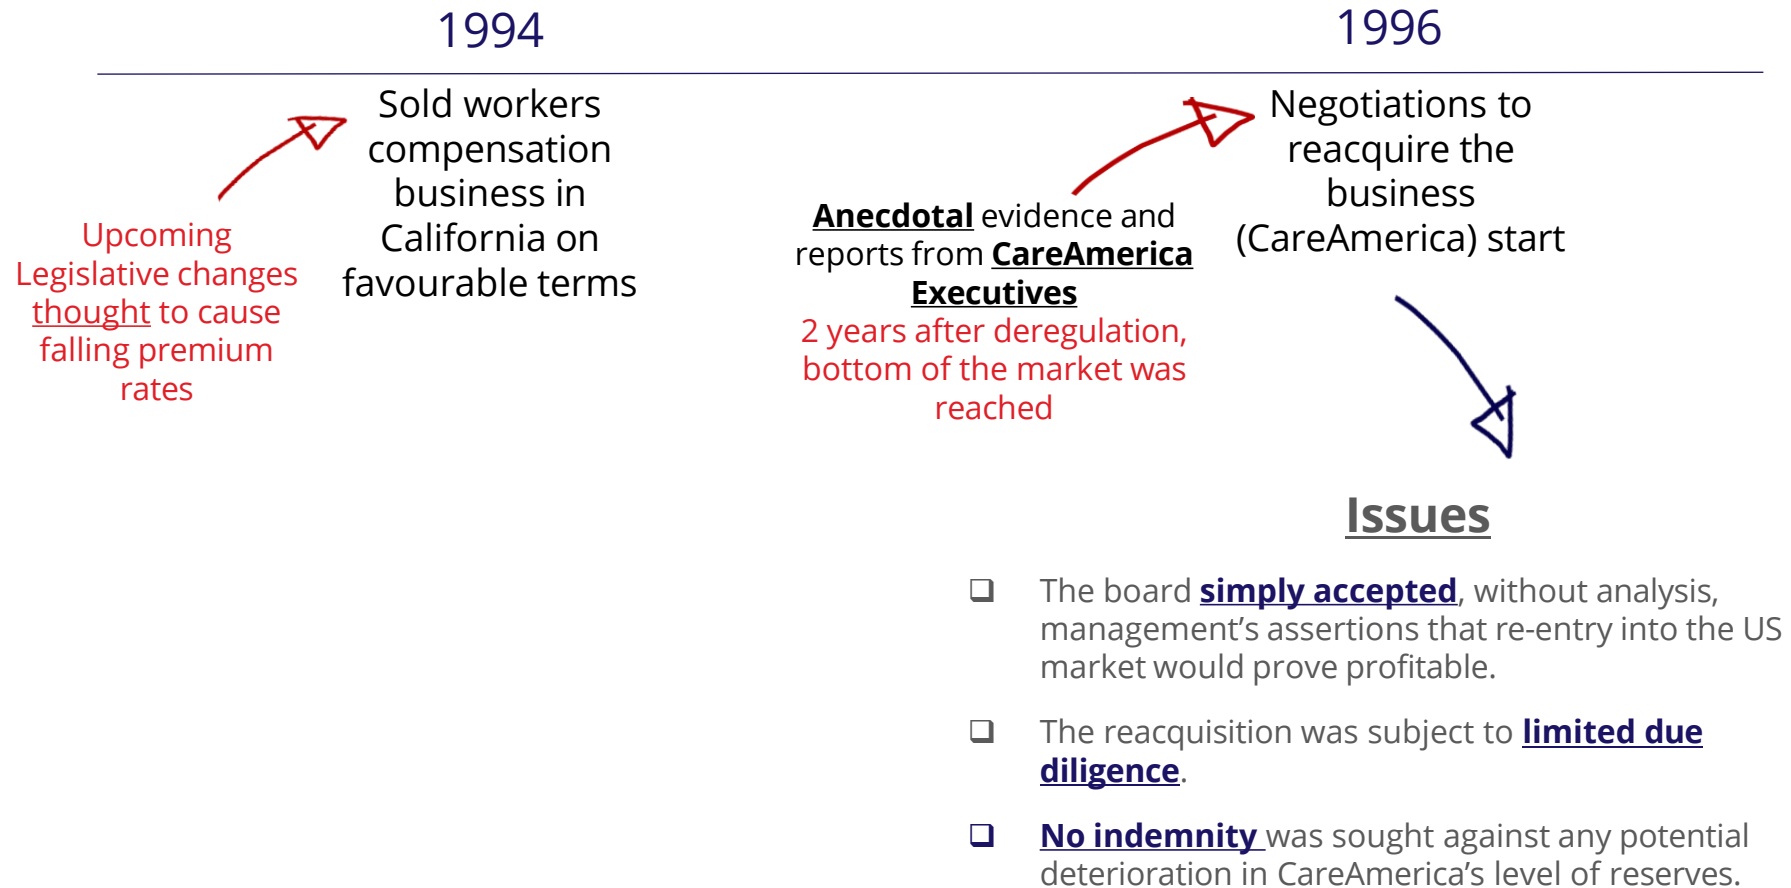 1994
Sold workers
compensation
business in
California on
favourable terms
Upcoming
Legislative changes
thought to cause
falling premium
rates
1996
Negotiations to
reacquire the
business
(CareAmerica) start
Anecdotal evidence and
reports from CareAmerica
Executives
2 years after deregulation,
bottom of the market was
reached
Issues
❑ The board simply accepted, without analysis,
management’s assertions that re-entry into the US
market would prove profitable.
❑ The reacquisition was subject to limited due
diligence.
❑ No indemnity was sought against any potential
deterioration in CareAmerica’s level of reserves.